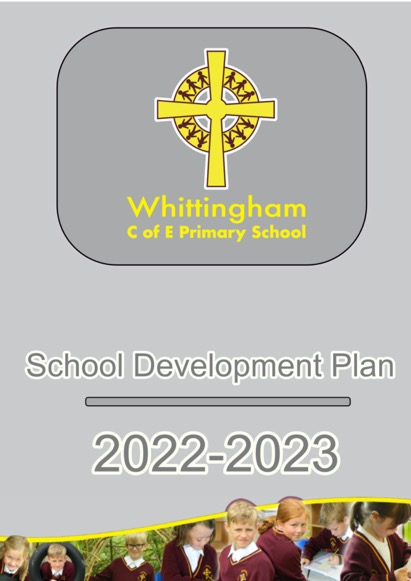 Whittingham
C of E Primary School
School Development Plan
2022-2023